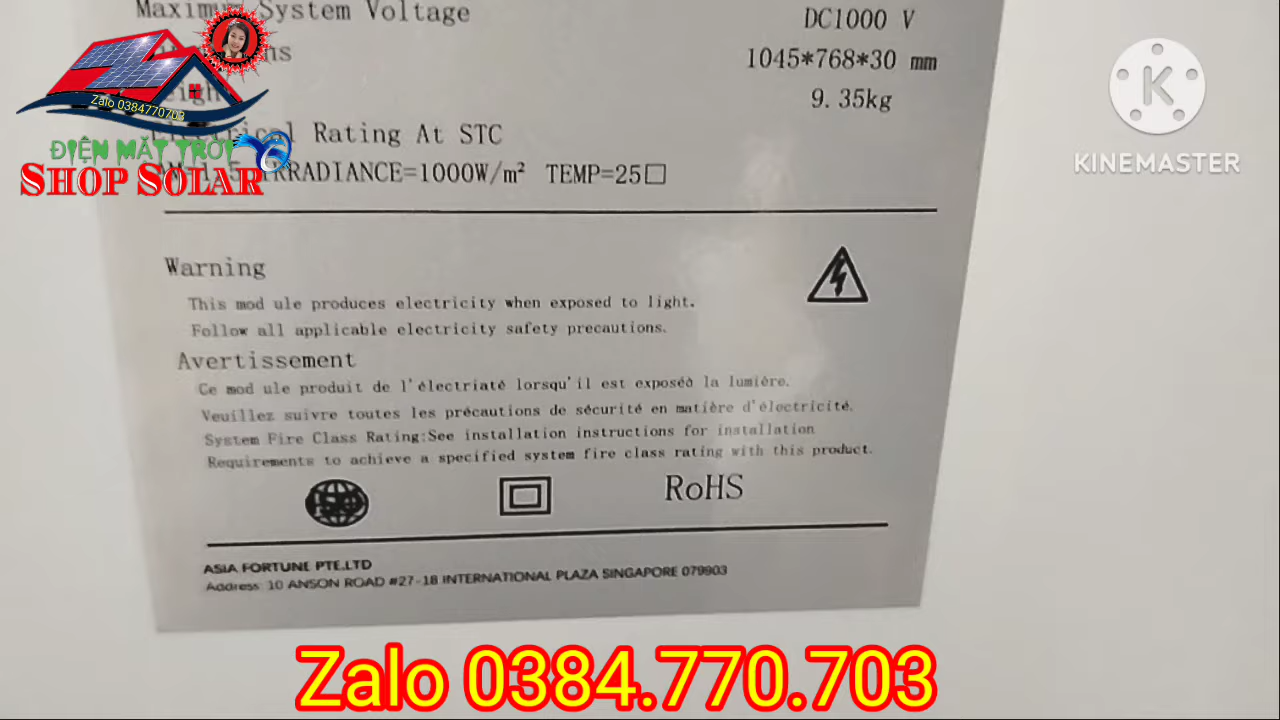 Maximum System Voltage DC1000 V
1045*768*30 mm
9.35kg
Electrical Rating At STC
IRRADIANCE=1000W/m² TEMP=25□
Zalo 0384770703
ĐIỆN MẶT TRỜI
SHOP SOLAR
K
KINEMASTER
Warning
This mod ule produces electricity when exposed to light.
Follow all applicable electricity safety precautions.
Avertissement
Ce mod ule produit de l'électriaté lorsqu'il est exposéà la lumière.
Veuillez suivre toutes les précautions de sécurité en matière d'électricité.
System Fire Class Rating:See installation instructions for installation
Requirements to achieve a specified system fire class rating with this product.
RoHS
ASIA FORTUNE PTE.LTD
Address: 10 ANSON ROAD #27-18 INTERNATIONAL PLAZA SINGAPORE 079903
Zalo 0384.770.703